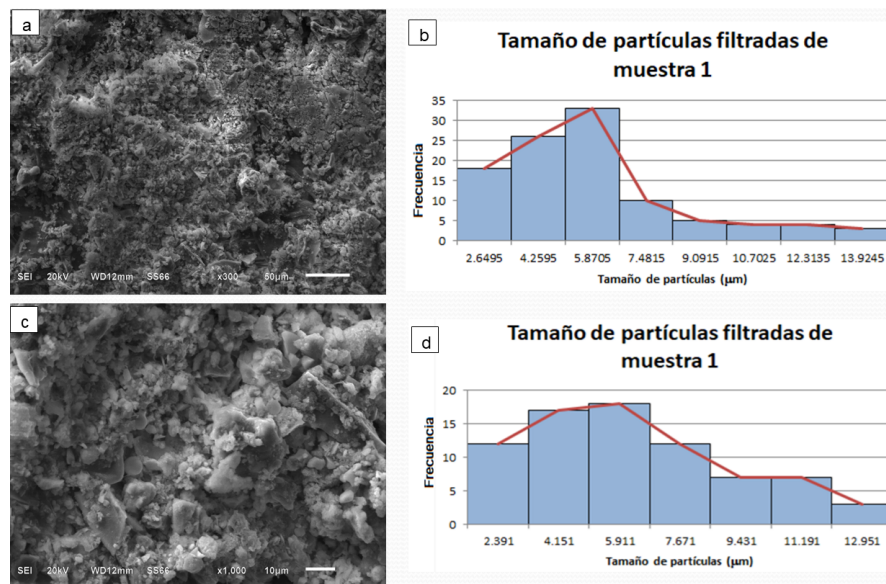 a
SEI 20kV WD12mm SS66 x300 50µm
b
Tamaño de partículas filtradas de
muestra 1
Frecuencia
35
30
25
20
15
10
5
0
2.6495 4.2595 5.8705 7.4815 9.0915 10.7025 12.3135 13.9245
Tamaño de partículas (µm)
c
SEI 20kV WD12mm SS66 x1,000 10µm
d
Tamaño de partículas filtradas de
muestra 1
Frecuencia
20
15
10
5
0
2.391 4.151 5.911 7.671 9.431 11.191 12.951
Tamaño de partículas (µm)